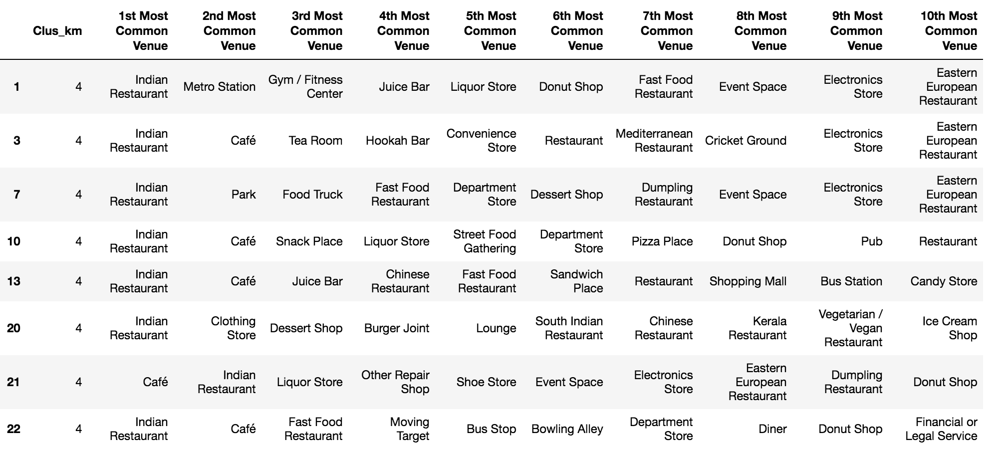 Clus_km 1st Most Common Venue 2nd Most Common Venue 3rd Most Common Venue 4th Most Common Venue 5th Most Common Venue 6th Most Common Venue 7th Most Common Venue 8th Most Common Venue 9th Most Common Venue 10th Most Common Venue
1 4 Indian Restaurant Metro Station Gym / Fitness Center Juice Bar Liquor Store Donut Shop Fast Food Restaurant Event Space Electronics Store Eastern European Restaurant
3 4 Indian Restaurant Café Tea Room Hookah Bar Convenience Store Restaurant Mediterranean Restaurant Cricket Ground Electronics Store Eastern European Restaurant
7 4 Indian Restaurant Park Food Truck Fast Food Restaurant Department Store Dessert Shop Dumpling Restaurant Event Space Electronics Store Eastern European Restaurant
10 4 Indian Restaurant Café Snack Place Liquor Store Street Food Gathering Department Store Pizza Place Donut Shop Pub Restaurant
13 4 Indian Restaurant Café Juice Bar Chinese Restaurant Fast Food Restaurant Sandwich Place Restaurant Shopping Mall Bus Station Candy Store
20 4 Indian Restaurant Clothing Store Dessert Shop Burger Joint Lounge South Indian Restaurant Chinese Restaurant Kerala Restaurant Vegetarian / Vegan Restaurant Ice Cream Shop
21 4 Café Indian Restaurant Liquor Store Other Repair Shop Shoe Store Event Space Electronics Store Eastern European Restaurant Dumpling Restaurant Donut Shop
22 4 Indian Restaurant Café Fast Food Restaurant Moving Target Bus Stop Bowling Alley Department Store Diner Donut Shop Financial or Legal Service